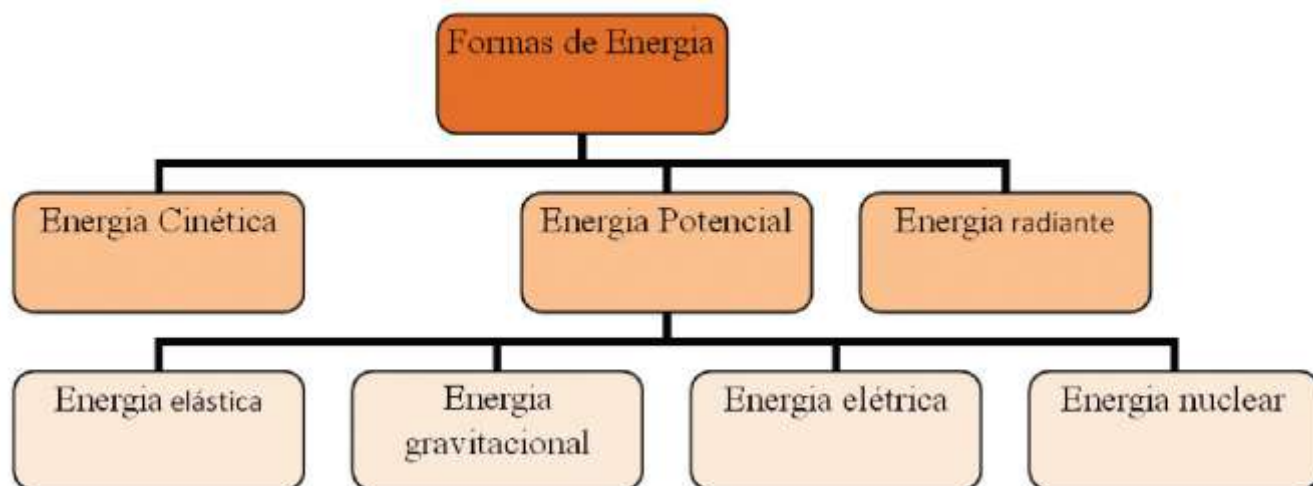 Formas de Energia
Energia Cinética
Energia Potencial
Energia radiante
Energia elástica
Energia
gravitacional
Energia elétrica
Energia nuclear